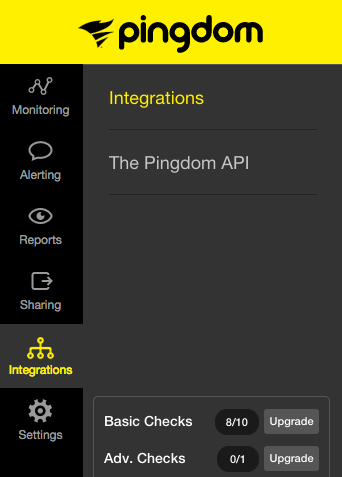 pingdom
Monitoring
Alerting
Reports
Sharing
Integrations
Settings
Integrations
The Pingdom API
Basic Checks 8/10 Upgrade
Adv. Checks 0/1 Upgrade